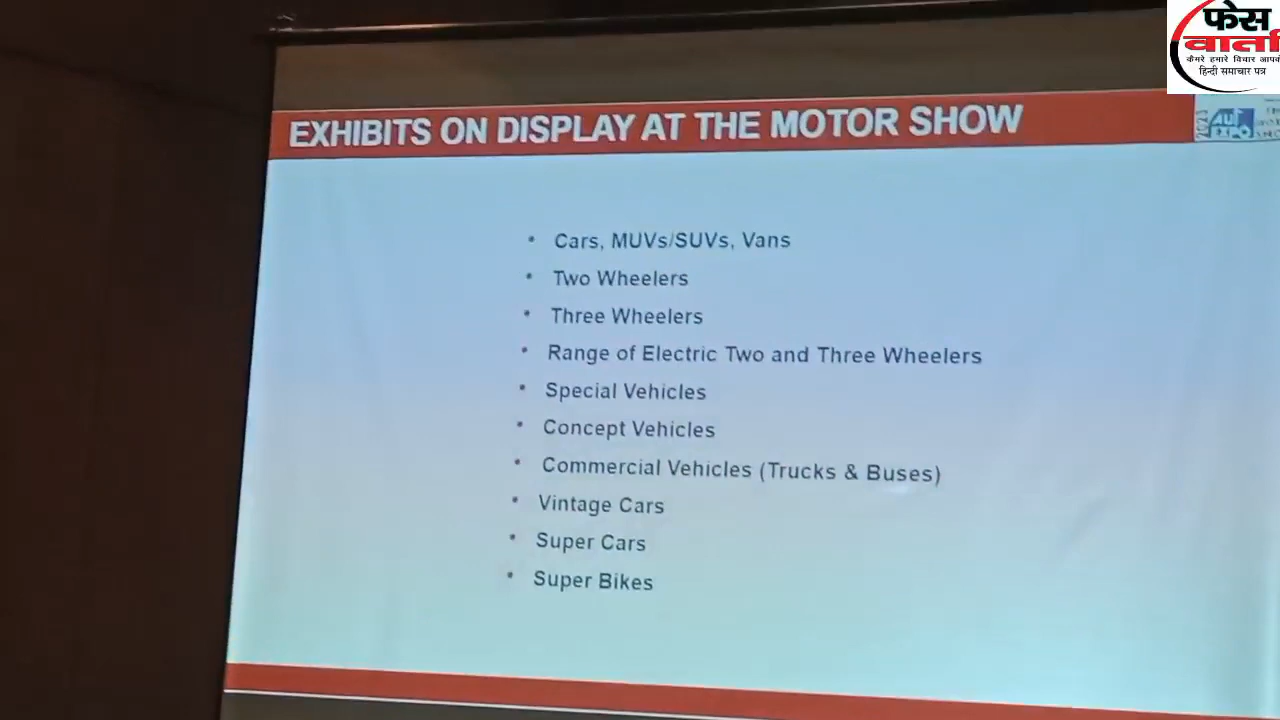 फेस
वार्ता
कैमरे हमारे विचार आपके
हिन्दी समाचार पत्र
EXHIBITS ON DISPLAY AT THE MOTOR SHOW
2023
EXPO
• Cars, MUVs/SUVs, Vans
• Two Wheelers
• Three Wheelers
• Range of Electric Two and Three Wheelers
• Special Vehicles
• Concept Vehicles
• Commercial Vehicles (Trucks & Buses)
• Vintage Cars
• Super Cars
• Super Bikes